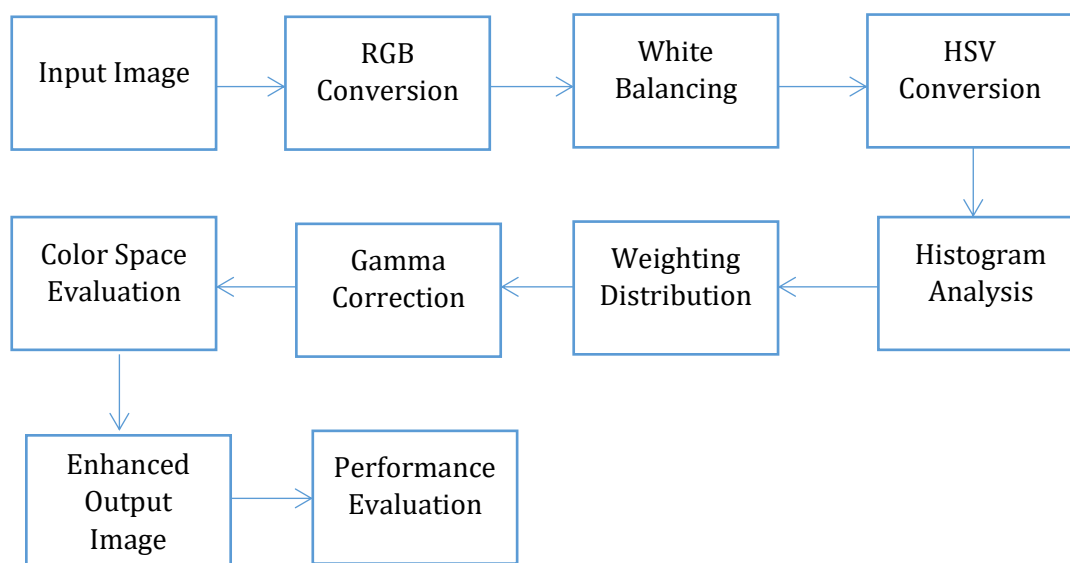 Input Image
RGB
Conversion
White
Balancing
HSV
Conversion
Histogram
Analysis
Weighting
Distribution
Gamma
Correction
Color Space
Evaluation
Enhanced
Output
Image
Performance
Evaluation